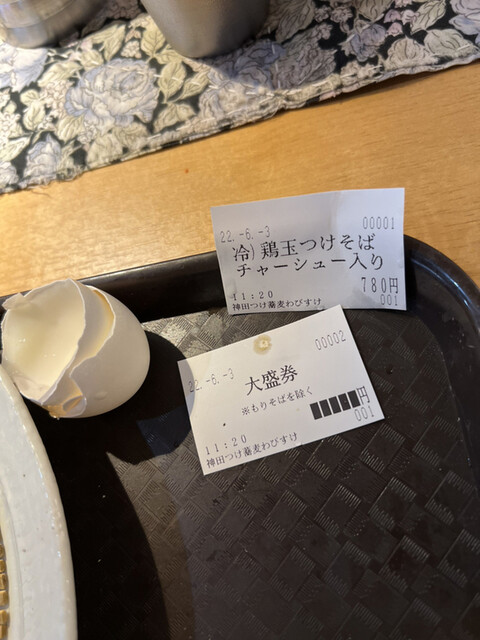 22.-6.-3 00001
冷)鶏玉つけそば
チャーシュー入り
780円
11:20 001
神田つけ蕎麦わびすけ
00002
22.-6.-3
大盛券
※もりそばを除く
円
11:20 001
神田つけ蕎麦わびすけ